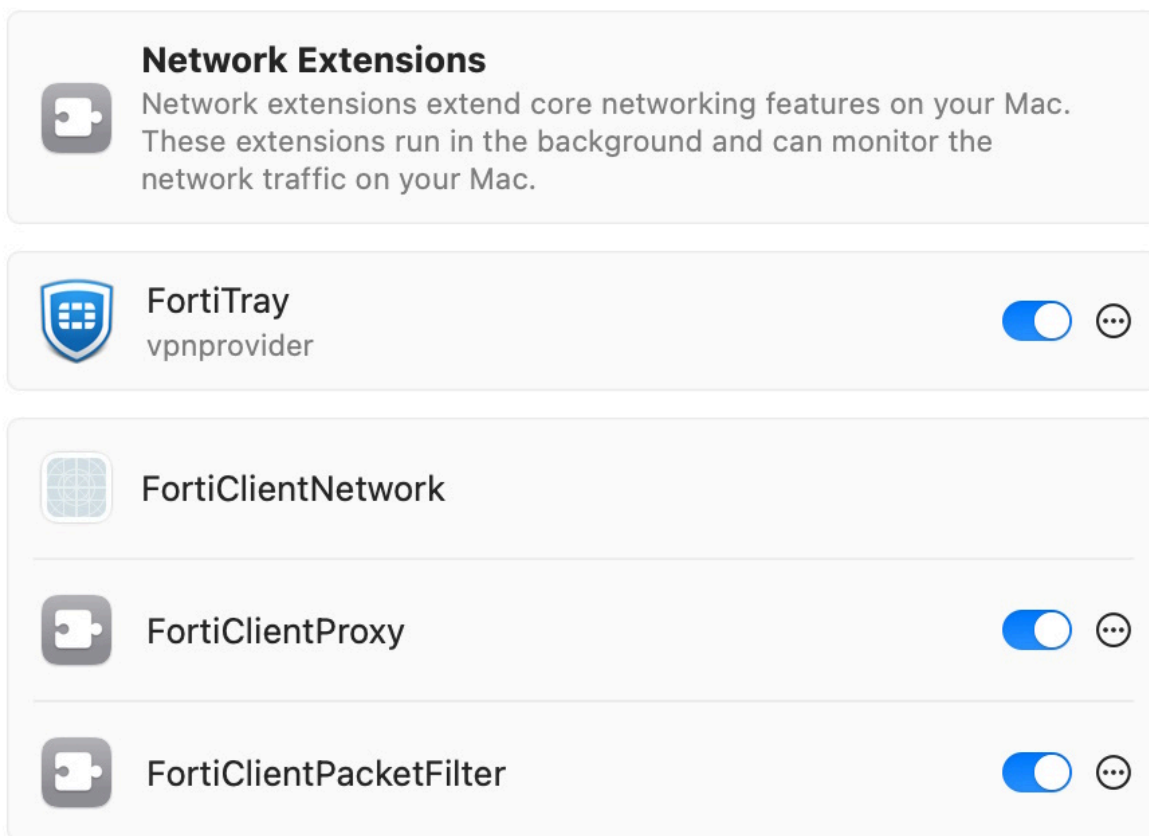 Network Extensions
Network extensions extend core networking features on your Mac.
These extensions run in the background and can monitor the
network traffic on your Mac.
FortiTray
vpnprovider
FortiClientNetwork
FortiClientProxy
FortiClientPacketFilter